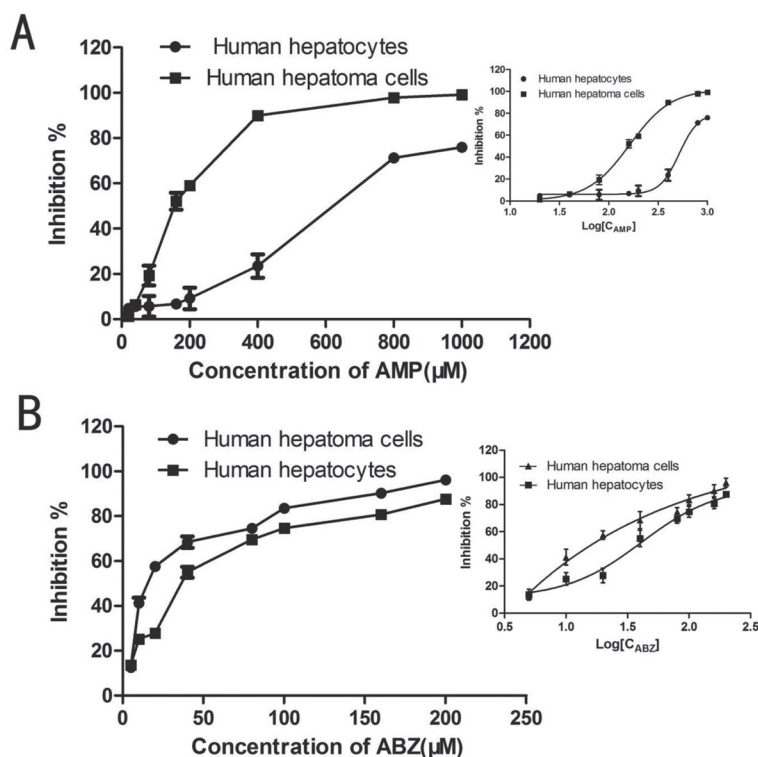 A
Human hepatocytes
Human hepatoma cells
Inhibition %
120
100
80
60
40
20
0
0 200 400 600 800 1000 1200
Concentration of AMP(µM)
Human hepatocytes
Human hepatoma cells
Inhibition %
120
100
80
60
40
20
0
1.0 1.5 2.0 2.5 3.0
Log[C_AMP]
B
Human hepatoma cells
Human hepatocytes
Inhibition %
120
100
80
60
40
20
0
0 50 100 150 200 250
Concentration of ABZ(µM)
Human hepatoma cells
Human hepatocytes
Inhibition %
120
100
80
60
40
20
0
0.5 1.0 1.5 2.0 2.5
Log[C_ABZ]